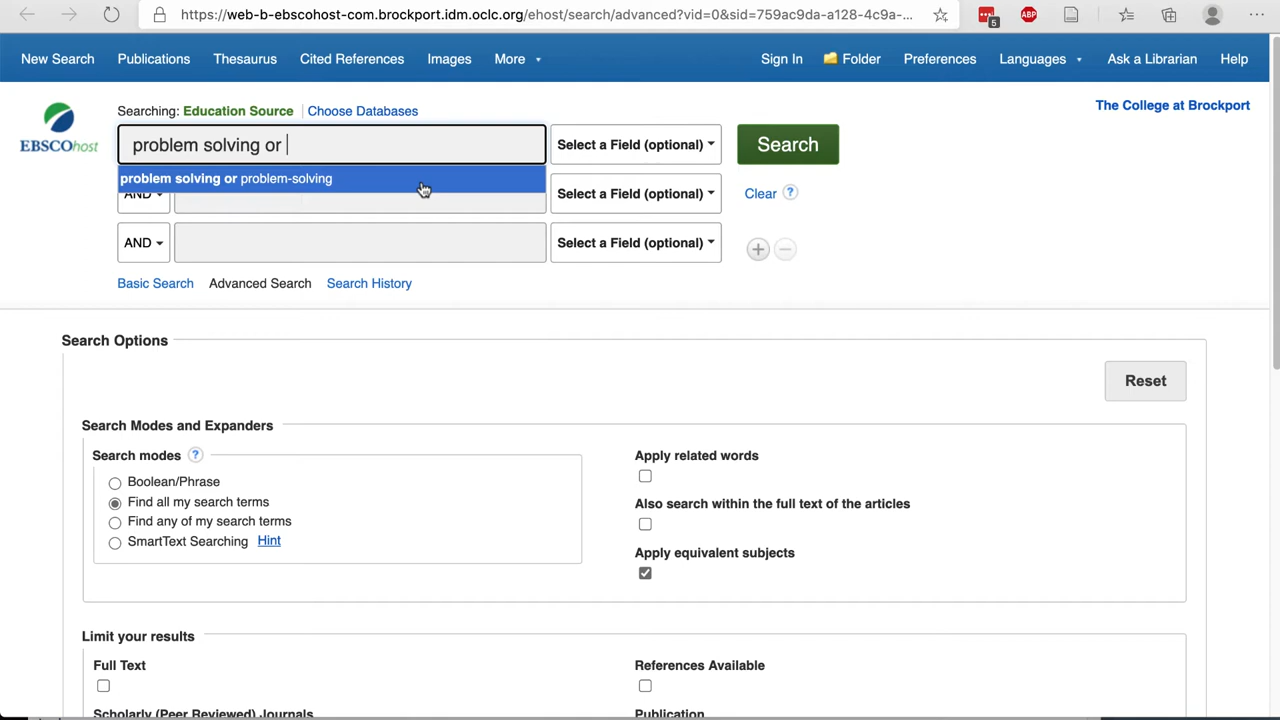 https://web-b-ebscohost-com.brockport.idm.oclc.org/ehost/search/advanced?vid=0&sid=759ac9da-a128-4c9a-...
5
ABP
New Search Publications Thesaurus Cited References Images More Sign In Folder Preferences Languages Ask a Librarian Help
EBSCOhost
Searching: Education Source Choose Databases
The College at Brockport
problem solving or
Select a Field (optional)
Search
problem solving or problem-solving
AND
Select a Field (optional)
Clear ?
AND
Select a Field (optional)
Basic Search Advanced Search Search History
Search Options
Reset
Search Modes and Expanders
Search modes ?
Boolean/Phrase
Find all my search terms
Find any of my search terms
SmartText Searching Hint
Apply related words
Also search within the full text of the articles
Apply equivalent subjects
Limit your results
Full Text
References Available
Scholarly (Peer Reviewed) Journals
Publication